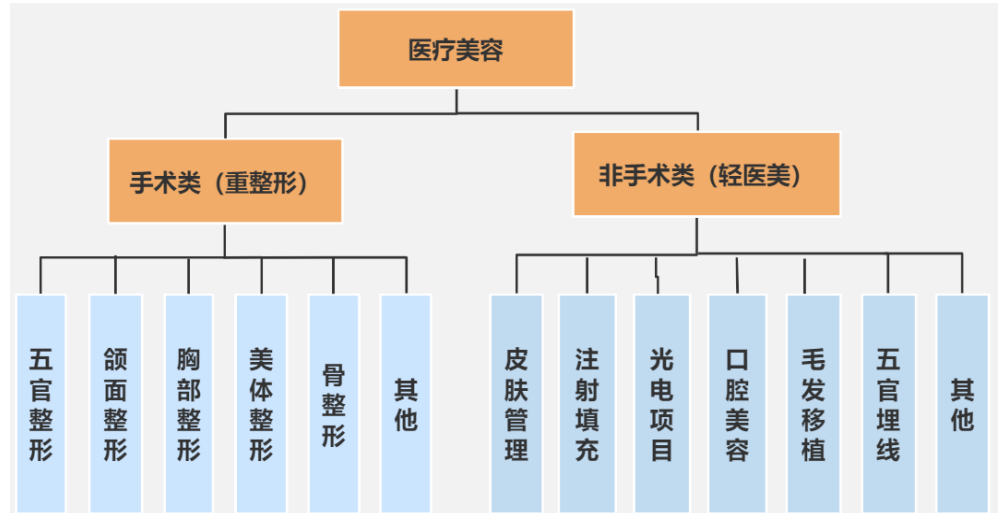 医疗美容
手术类（重整形）
非手术类（轻医美）
五官整形
颌面整形
胸部整形
美体整形
骨整形
其他
皮肤管理
注射填充
光电项目
口腔美容
毛发移植
五官埋线
其他